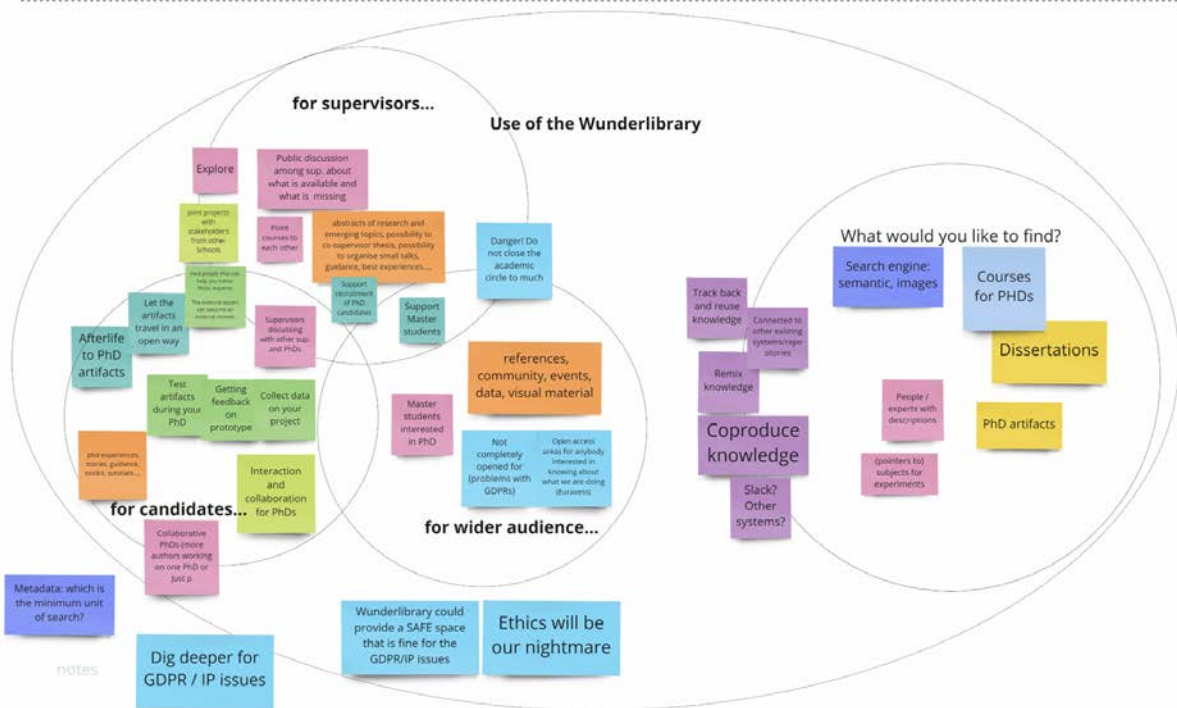 for supervisors...
Use of the Wunderlibrary
Explore
Public discussion
among sup. about
what is available and
what is missing
Joint projects
with
stakeholders
from other
Schools
Point
courses to
each other
abstracts of research and
emerging topics, possibility to
co-supervisor thesis, possibility
to organise small talks,
guidance, best experiences....
Danger! Do
not close the
academic
circle to much
help you
The external expert
can become an
Let the
artifacts
travel in an
open way
Afterlife
to PhD
artifacts
Supervisors
discussing
with other sup.
and PhDs
Support
recruitment
of PhD
candidates
Support
Master
students
Test
artifacts
during your
PhD
Getting
feedback
on
prototype
Collect data
on your
project
phd experiences,
stories, guidance,
Interaction
and
collaboration
for PhDs
for candidates...
Collaborative
PhDs (more
authors working
on one PhD or
just p
references,
community, events,
data, visual material
Master
students
interested
in PhD
Not
completely
opened for
(problems with
GDPRs)
Open access
areas for anybody
interested in
knowing about
what we are doing
for wider audience...
What would you like to find?
Search engine:
semantic, images
Courses
for PHDs
Dissertations
Track back
and reuse
knowledge
Connected to
other existing
systems/repo
sitories
Remix
knowledge
Coproduce
knowledge
Slack?
Other
systems?
People /
experts with
descriptions
PhD artifacts
(pointers to)
subjects for
experiments
Metadata: which is
the minimum unit
of search?
notes
Dig deeper for
GDPR / IP issues
Wunderlibrary could
provide a SAFE space
that is fine for the
GDPR/IP issues
Ethics will be
our nightmare